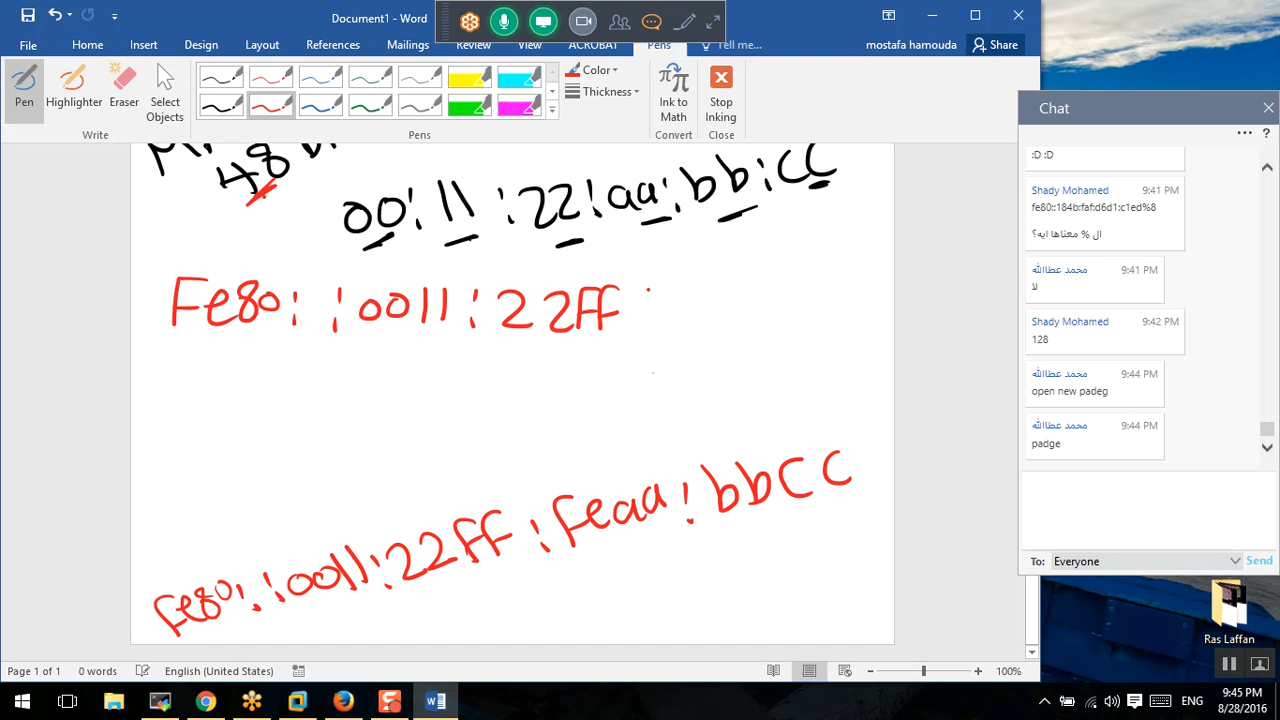 Document1 - Word
File Home Insert Design Layout References Mailings Review View ACROBAT Pens Tell me... mostafa hamouda Share
Pen Highlighter Eraser Select Objects Color Thickness Ink to Math Stop Inking
Write Pens Convert Close
48
00:11:22:aa:bb:cc
Fe80::0011:22ff
Fe80::0011:22ff:feaa:bbcc
Chat
:D :D
Shady Mohamed 9:41 PM
fe80::184b:faf:d6d1:c1ed%8
ال % معناها ايه؟
محمد عطاالله 9:41 PM
لا
Shady Mohamed 9:42 PM
128
محمد عطاالله 9:44 PM
open new padeg
محمد عطاالله 9:44 PM
padge
To: Everyone Send
Ras Laffan
Page 1 of 1 0 words English (United States) 100%
ENG 9:45 PM
8/28/2016